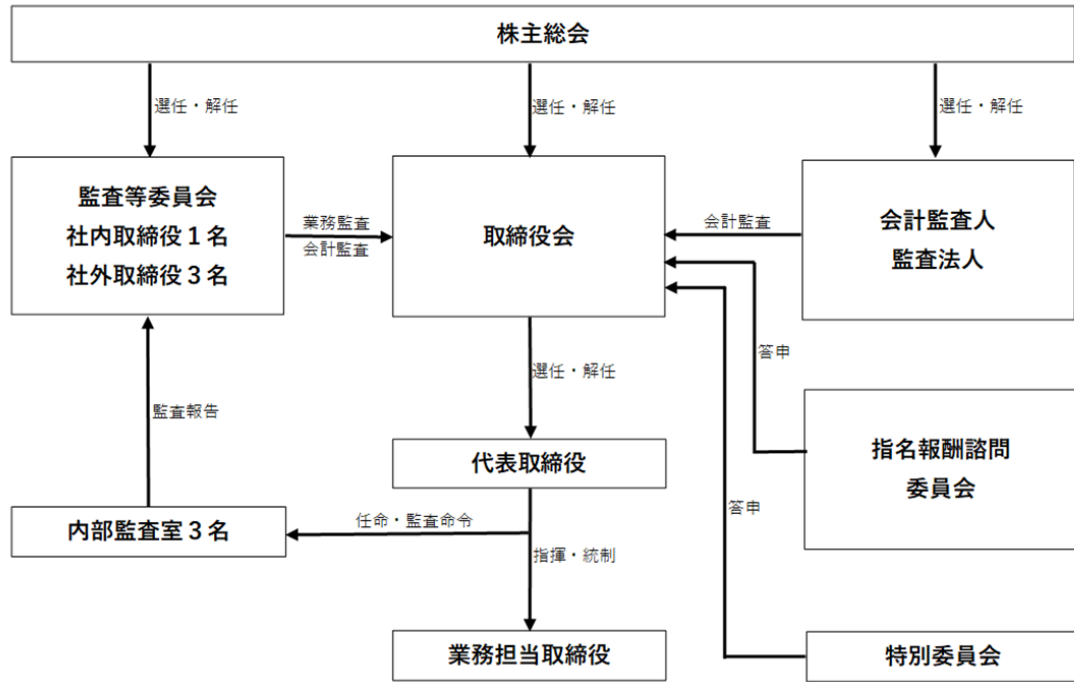 株主総会
選任・解任
選任・解任
選任・解任
監査等委員会
社内取締役1名
社外取締役3名
業務監査
会計監査
取締役会
会計監査
会計監査人
監査法人
答申
選任・解任
監査報告
代表取締役
指名報酬諮問
委員会
答申
内部監査室3名
任命・監査命令
指揮・統制
業務担当取締役
特別委員会